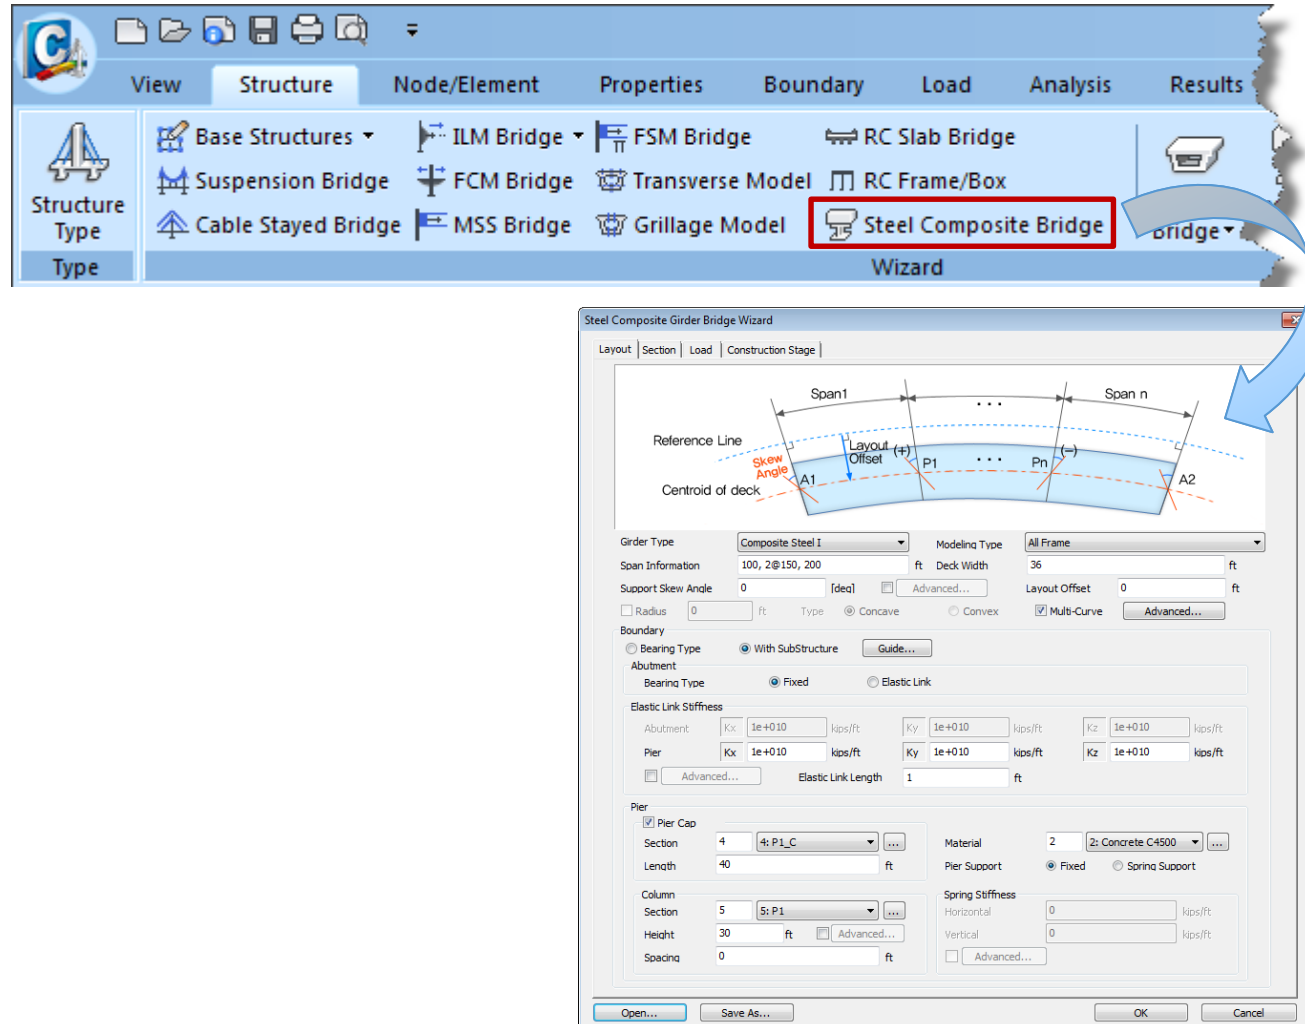 View Structure Node/Element Properties Boundary Load Analysis Results
Base Structures ILM Bridge FSM Bridge RC Slab Bridge
Suspension Bridge FCM Bridge Transverse Model RC Frame/Box
Structure Type
Cable Stayed Bridge MSS Bridge Grillage Model Steel Composite Bridge Bridge
Type Wizard
Steel Composite Girder Bridge Wizard
Layout Section Load Construction Stage
Span1 ... Span n
Reference Line Layout Offset (+) P1 ... Pn (-)
Skew Angle A1 A2
Centroid of deck
Girder Type Composite Steel I Modeling Type All Frame
Span Information 100, 2@150, 200 ft Deck Width 36 ft
Support Skew Angle 0 [deg] Advanced... Layout Offset 0 ft
Radius 0 ft Type Concave Convex Multi-Curve Advanced...
Boundary
Bearing Type With SubStructure Guide...
Abutment
Bearing Type Fixed Elastic Link
Elastic Link Stiffness
Abutment Kx 1e+010 kips/ft Ky 1e+010 kips/ft Kz 1e+010 kips/ft
Pier Kx 1e+010 kips/ft Ky 1e+010 kips/ft Kz 1e+010 kips/ft
Advanced... Elastic Link Length 1 ft
Pier
Pier Cap
Section 4 4: P1_C ... Material 2 2: Concrete C4500 ...
Length 40 ft Pier Support Fixed Spring Support
Column Spring Stiffness
Section 5 5: P1 ... Horizontal 0 kips/ft
Height 30 ft Advanced... Vertical 0 kips/ft
Spacing 0 ft Advanced...
Open... Save As... OK Cancel